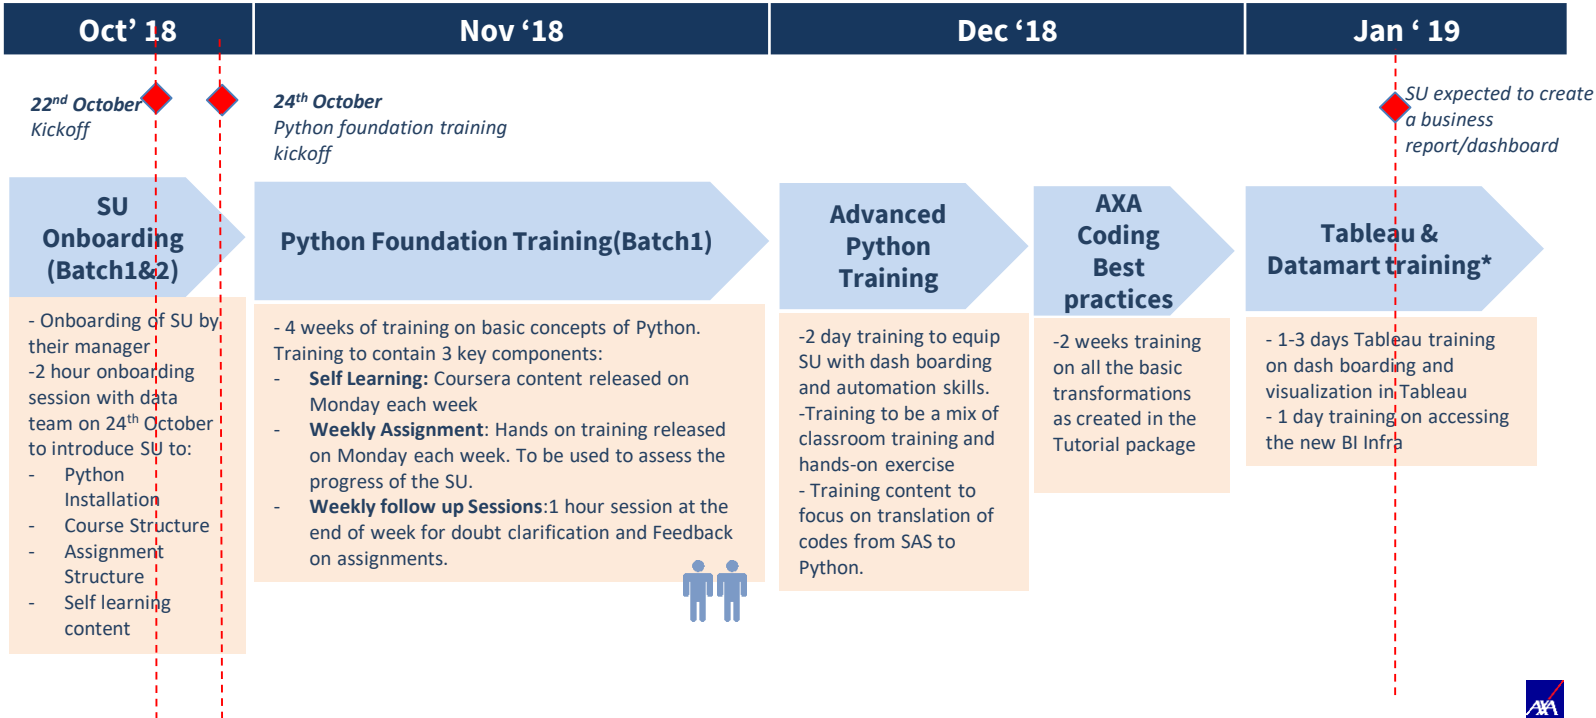 Oct’ 18
Nov ‘18
Dec ‘18
Jan ‘ 19
22nd October
Kickoff
24th October
Python foundation training
kickoff
SU expected to create
a business
report/dashboard
SU
Onboarding
(Batch1&2)
Python Foundation Training(Batch1)
Advanced
Python
Training
AXA
Coding
Best
practices
Tableau &
Datamart training*
- Onboarding of SU by
their manager
-2 hour onboarding
session with data
team on 24th October
to introduce SU to:
- Python
Installation
- Course Structure
- Assignment
Structure
- Self learning
content
- 4 weeks of training on basic concepts of Python.
Training to contain 3 key components:
- Self Learning: Coursera content released on
Monday each week
- Weekly Assignment: Hands on training released
on Monday each week. To be used to assess the
progress of the SU.
- Weekly follow up Sessions:1 hour session at the
end of week for doubt clarification and Feedback
on assignments.
-2 day training to equip
SU with dash boarding
and automation skills.
-Training to be a mix of
classroom training and
hands-on exercise
- Training content to
focus on translation of
codes from SAS to
Python.
-2 weeks training
on all the basic
transformations
as created in the
Tutorial package
- 1-3 days Tableau training
on dash boarding and
visualization in Tableau
- 1 day training on accessing
the new BI Infra
AXA